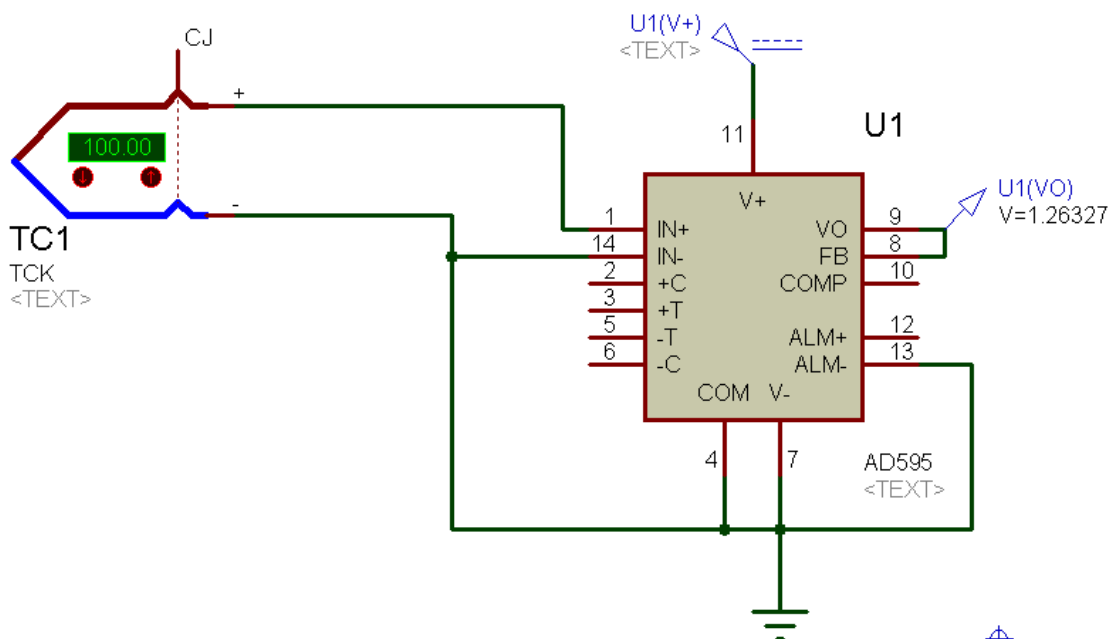 CJ
U1(V+)
<TEXT>
+
100.00
11
U1
V+
-
1 IN+ VO 9
U1(VO)
V=1.26327
14 IN- FB 8
2 +C COMP 10
3 +T
5 -T ALM+ 12
6 -C ALM- 13
TC1
TCK
<TEXT>
COM V-
4 7
AD595
<TEXT>